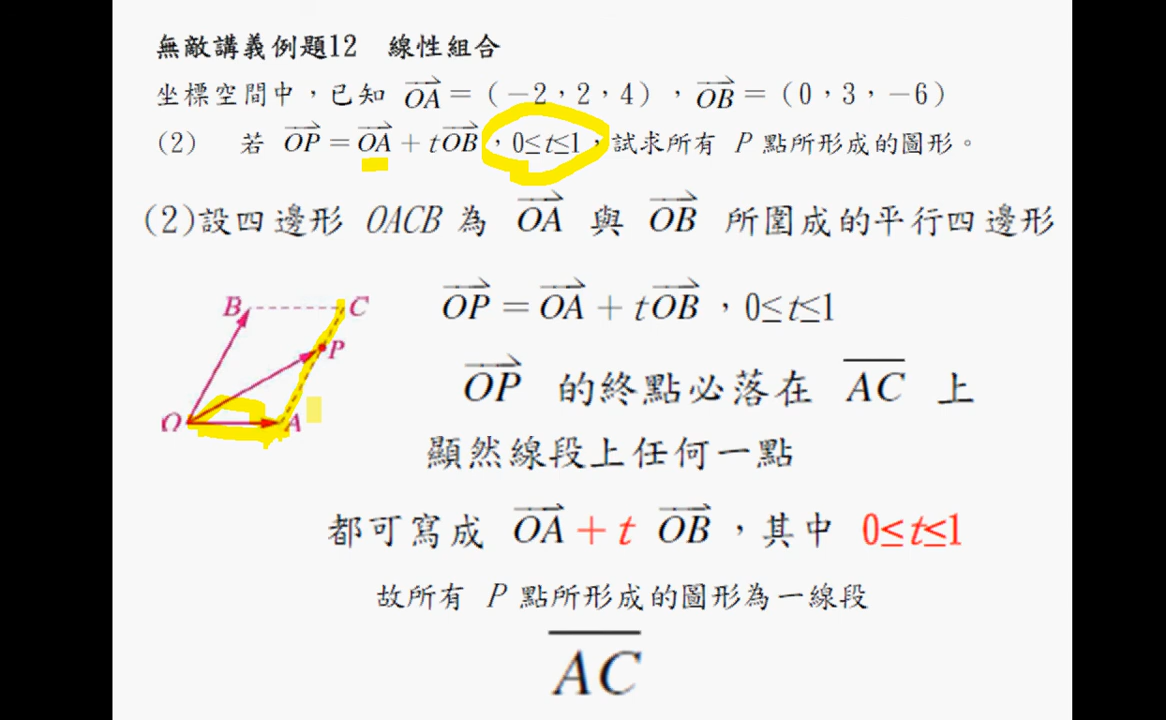 無敵講義例題12 線性組合
坐標空間中，已知 OA＝(－2，2，4)，OB＝(0，3，－6)
(2) 若 OP＝OA＋tOB，0≤t≤1，試求所有 P 點所形成的圖形。
(2)設四邊形 OACB 為 OA 與 OB 所圍成的平行四邊形
OP＝OA＋tOB，0≤t≤1
B C
P
O A
OP 的終點必落在 AC 上
顯然線段上任何一點
都可寫成 OA＋t OB，其中 0≤t≤1
故所有 P 點所形成的圖形為一線段
AC